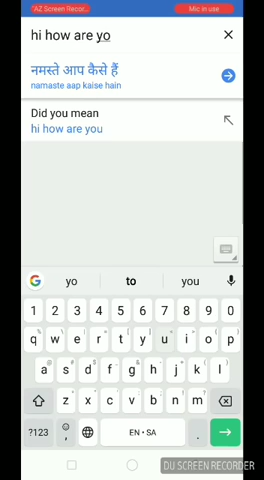 AZ Screen Recor..
Mic in use
hi how are yo
नमस्ते आप कैसे हैं
namaste aap kaise hain
Did you mean
hi how are you
G yo to you
1 2 3 4 5 6 7 8 9 0
q w e r t y u i o p
a s d f g h j k l
z x c v b n m
?123 , EN • SA .
DU SCREEN RECORDER